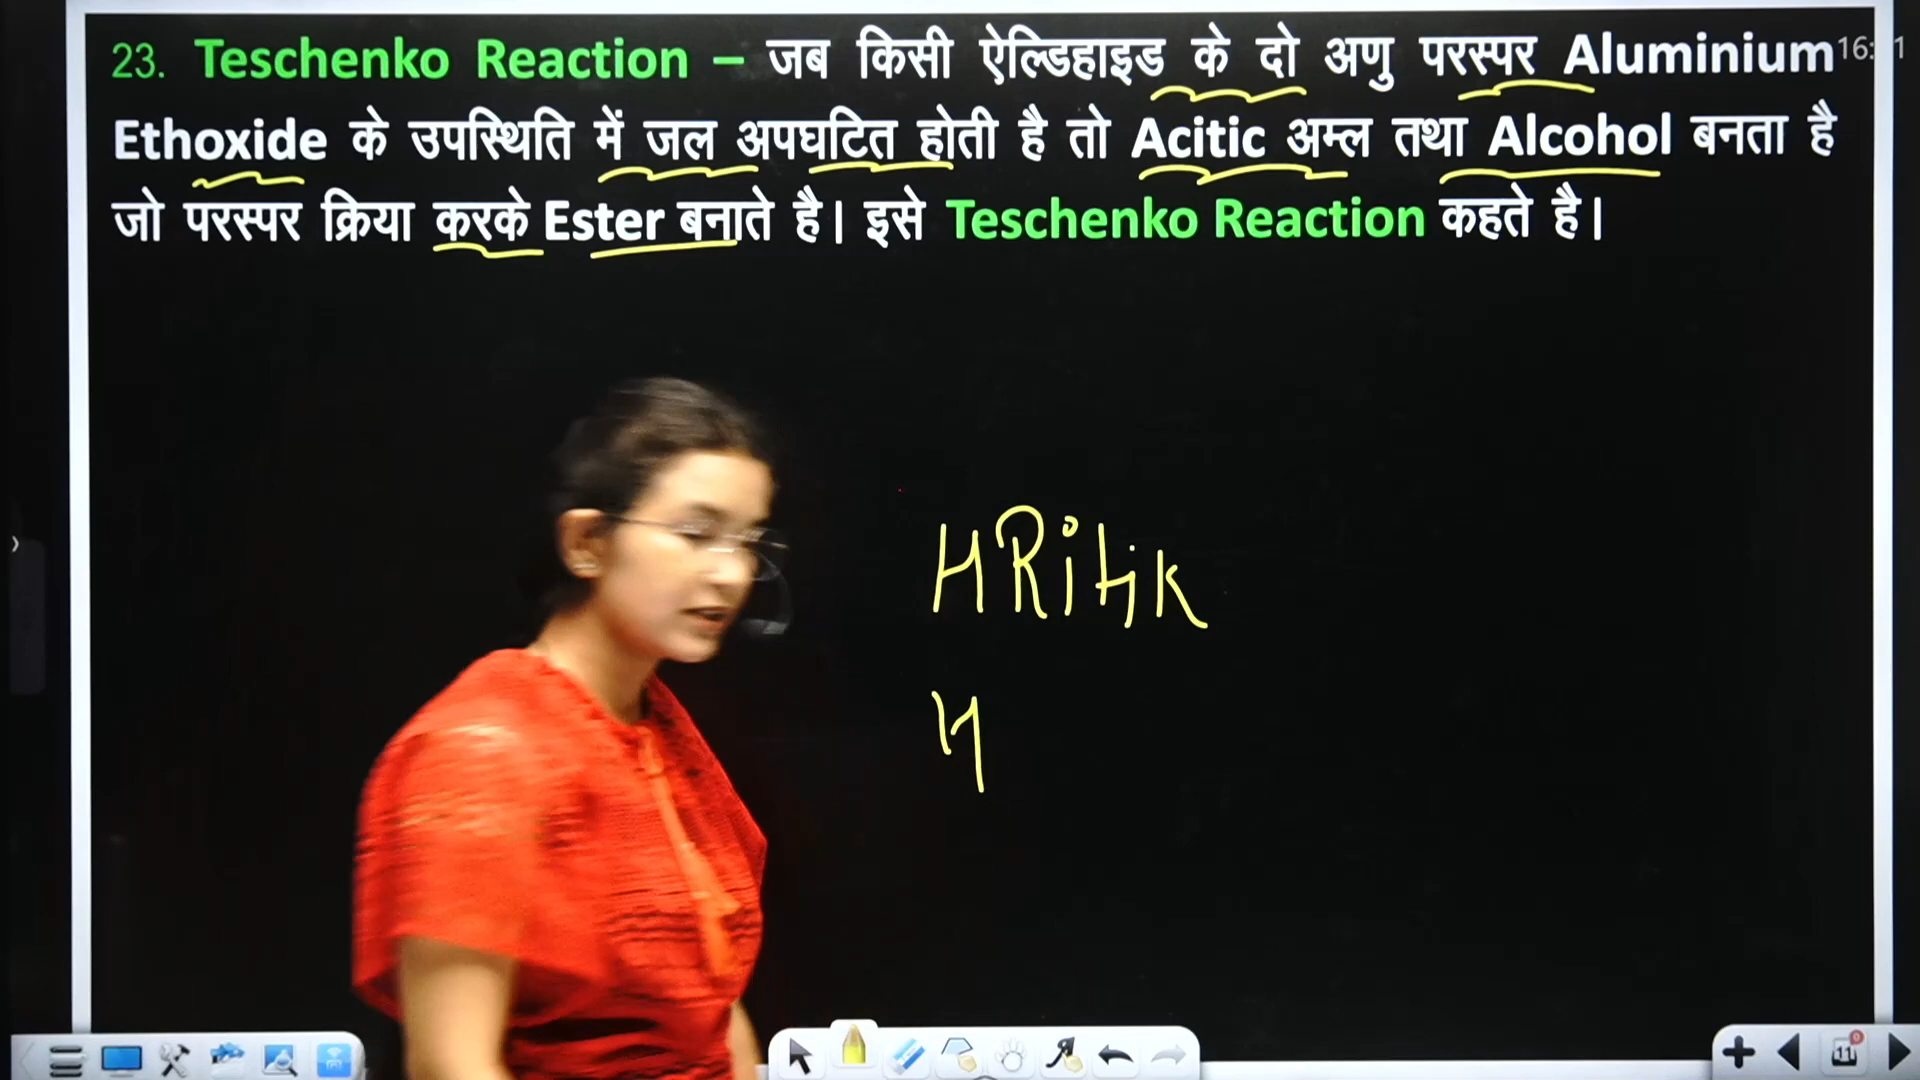 23. Teschenko Reaction – जब किसी ऐल्डिहाइड के दो अणु परस्पर Aluminium
Ethoxide के उपस्थिति में जल अपघटित होती है तो Acitic अम्ल तथा Alcohol बनता है
जो परस्पर क्रिया करके Ester बनाते है। इसे Teschenko Reaction कहते है।
HRitik
11